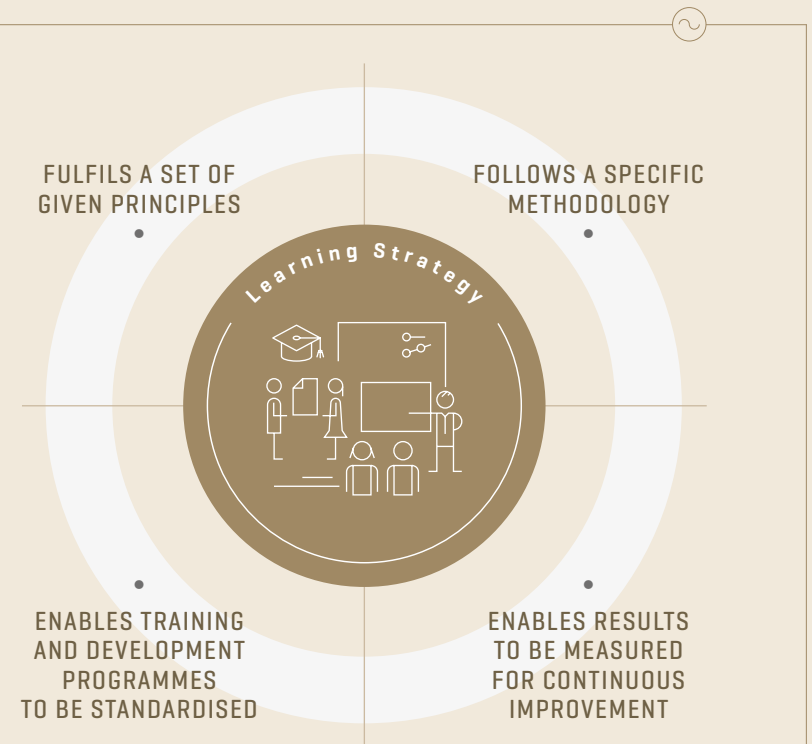 FULFILS A SET OF
GIVEN PRINCIPLES
FOLLOWS A SPECIFIC
METHODOLOGY
Learning Strategy
ENABLES TRAINING
AND DEVELOPMENT
PROGRAMMES
TO BE STANDARDISED
ENABLES RESULTS
TO BE MEASURED
FOR CONTINUOUS
IMPROVEMENT